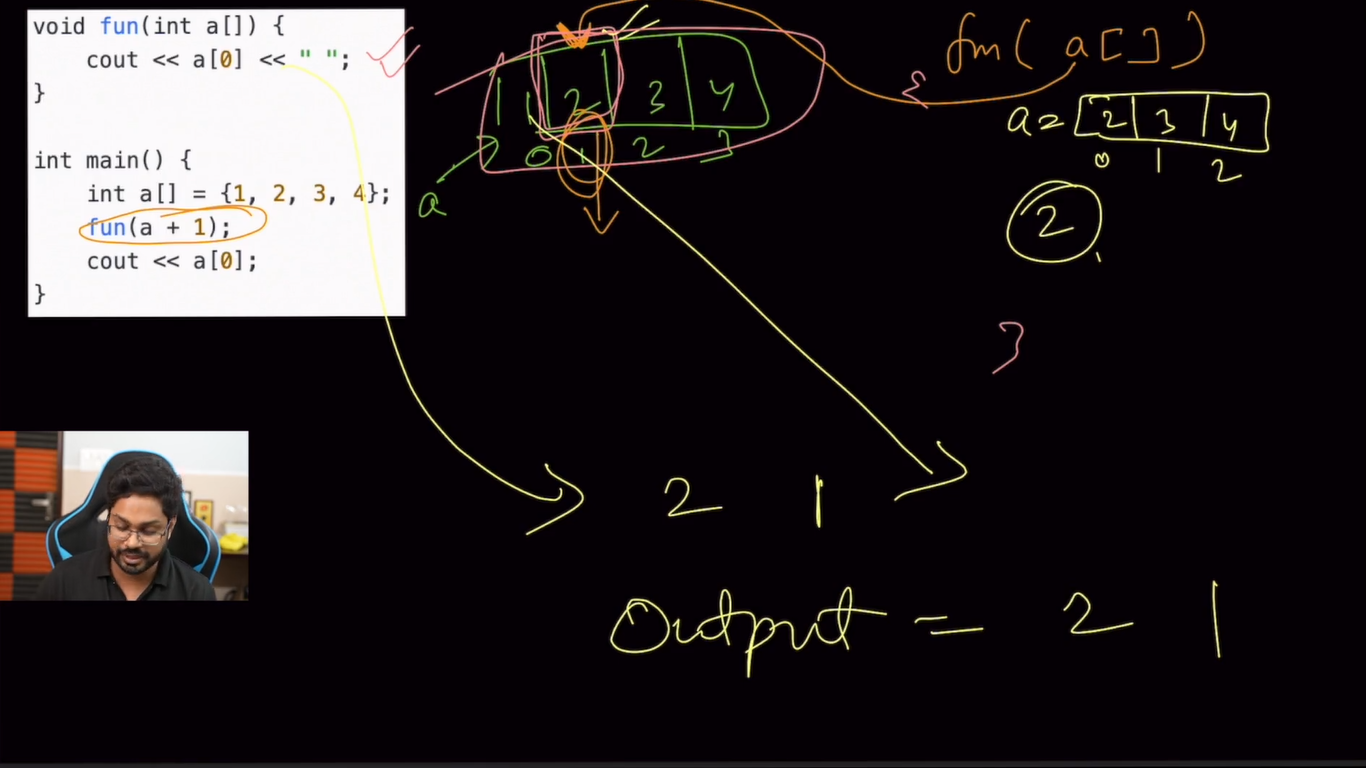 void fun(int a[]) {
cout << a[0] << " ";
}
int main() {
int a[] = {1, 2, 3, 4};
fun(a + 1);
cout << a[0];
}
1 2 3 4
0 1 2 3
a
fm( a[ ] )
{
a = 2 3 4
0 1 2
2
}
2 1
Output = 2 1